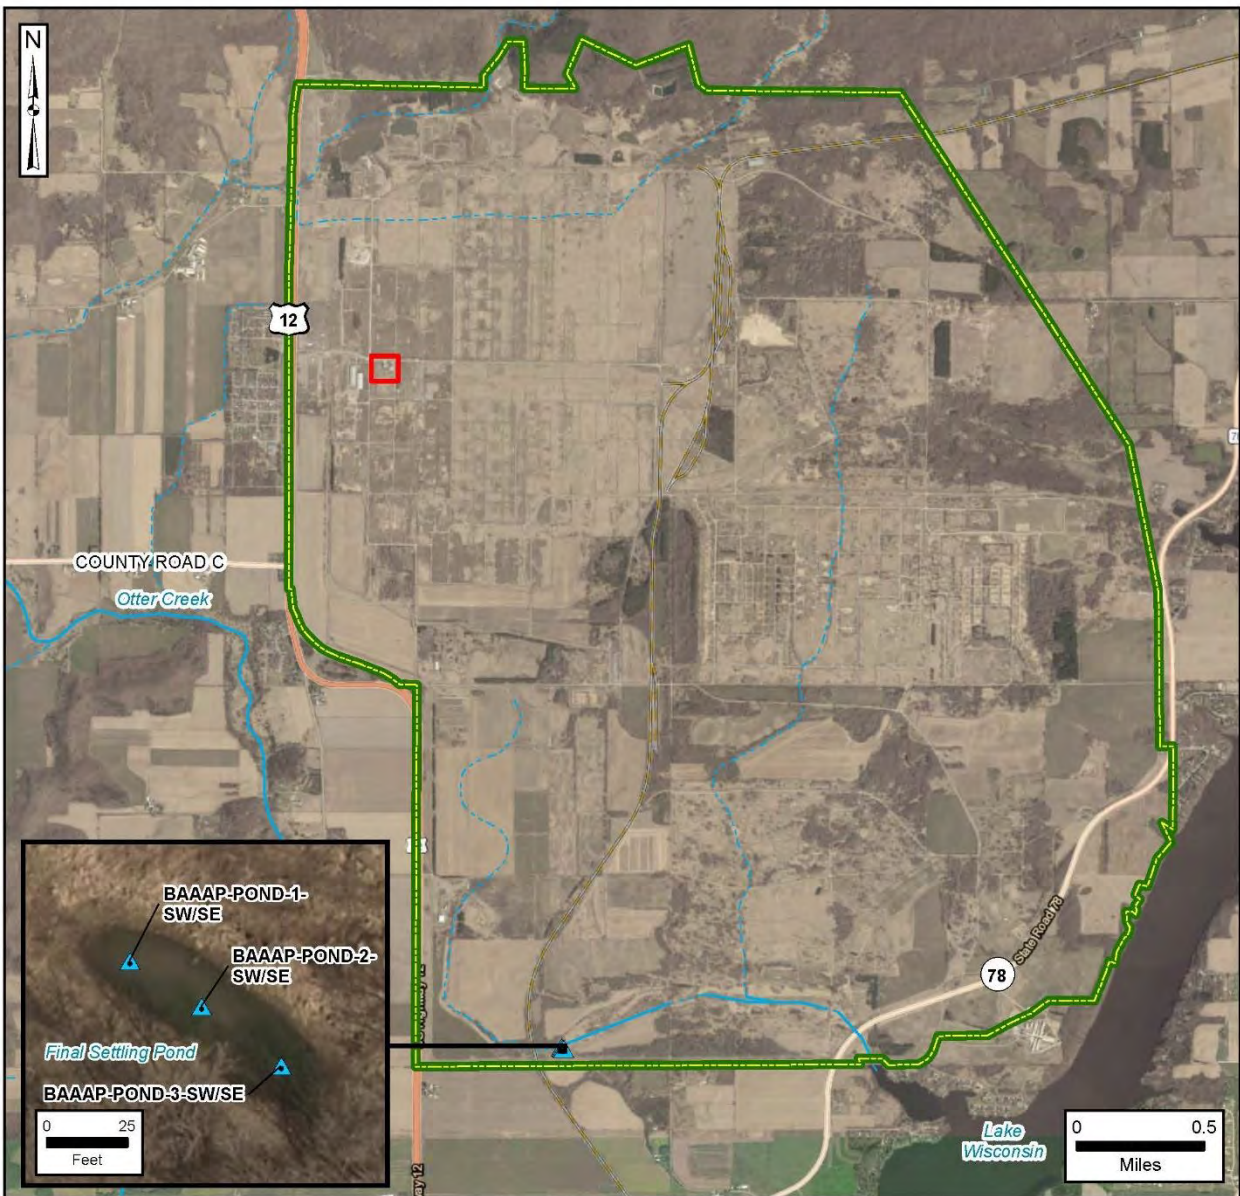 N
12
7
COUNTY ROAD C
Otter Creek
BAAAP-POND-1-
SW/SE
BAAAP-POND-2-
SW/SE
Final Settling Pond
BAAAP-POND-3-SW/SE
0 25
Feet
State Road 78
78
Lake
Wisconsin
0 0.5
Miles